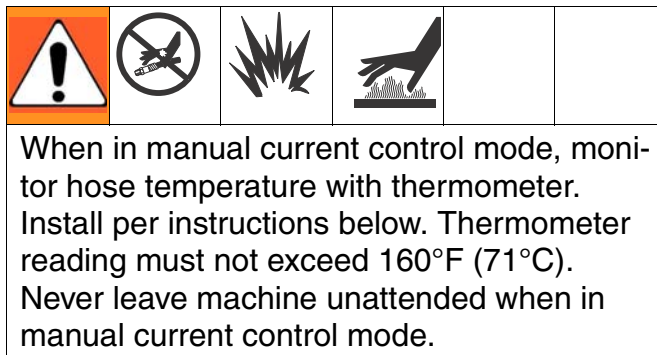 When in manual current control mode, moni-
tor hose temperature with thermometer.
Install per instructions below. Thermometer
reading must not exceed 160°F (71°C).
Never leave machine unattended when in
manual current control mode.